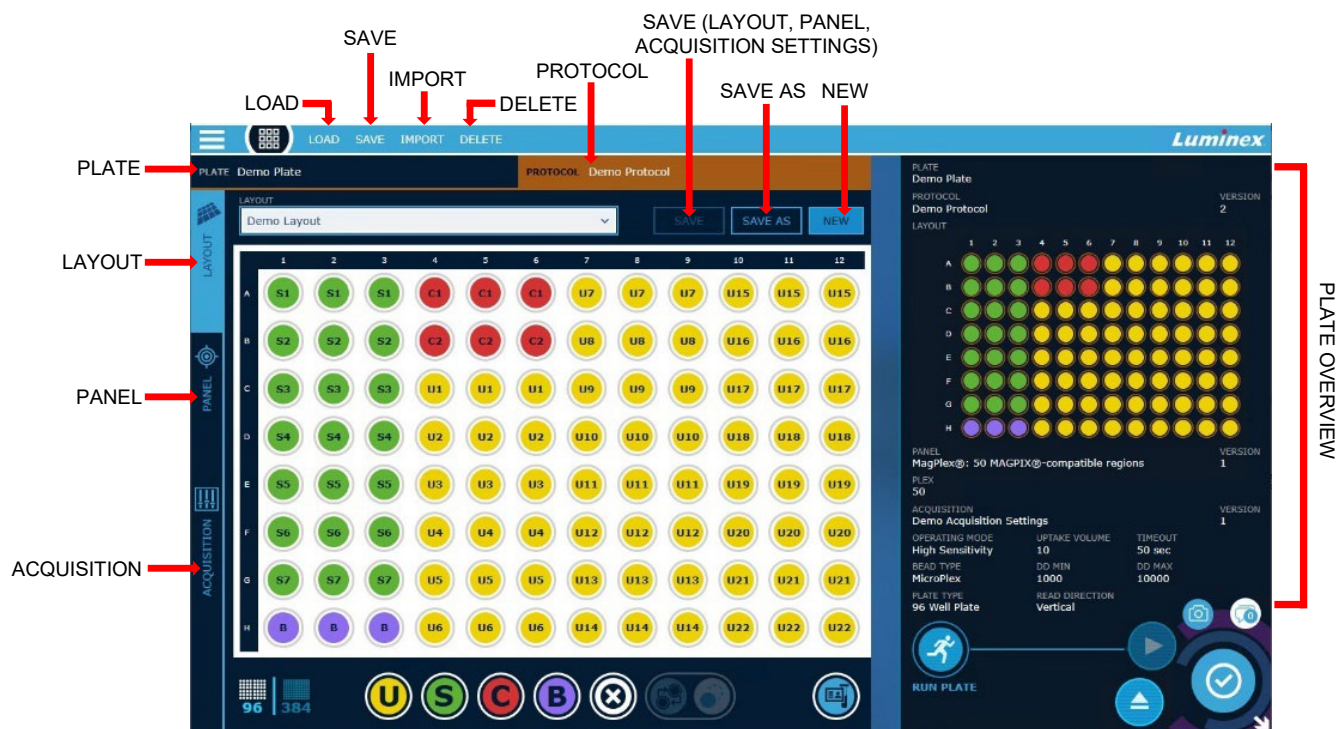 SAVE (LAYOUT, PANEL,
ACQUISITION SETTINGS)
SAVE
IMPORT
PROTOCOL
LOAD
DELETE
SAVE AS
NEW
LOAD SAVE IMPORT DELETE
Luminex
PLATE
PLATE Demo Plate
PROTOCOL Demo Protocol
LAYOUT
LAYOUT
Demo Layout
SAVE
SAVE AS
NEW
LAYOUT
PANEL
PANEL
ACQUISITION
ACQUISITION
1 2 3 4 5 6 7 8 9 10 11 12
A S1 S1 S1 C1 C1 C1 U7 U7 U7 U15 U15 U15
B S2 S2 S2 C2 C2 C2 U8 U8 U8 U16 U16 U16
C S3 S3 S3 U1 U1 U1 U9 U9 U9 U17 U17 U17
D S4 S4 S4 U2 U2 U2 U10 U10 U10 U18 U18 U18
E S5 S5 S5 U3 U3 U3 U11 U11 U11 U19 U19 U19
F S6 S6 S6 U4 U4 U4 U12 U12 U12 U20 U20 U20
G S7 S7 S7 U5 U5 U5 U13 U13 U13 U21 U21 U21
H B B B U6 U6 U6 U14 U14 U14 U22 U22 U22
96 384
U S C B
PLATE
Demo Plate
PROTOCOL VERSION
Demo Protocol 2
LAYOUT
1 2 3 4 5 6 7 8 9 10 11 12
A
B
C
D
E
F
G
H
PANEL VERSION
MagPlex®: 50 MAGPIX®-compatible regions 1
PLEX
50
ACQUISITION VERSION
Demo Acquisition Settings 1
OPERATING MODE UPTAKE VOLUME TIMEOUT
High Sensitivity 10 50 sec
BEAD TYPE DD MIN DD MAX
MicroPlex 1000 10000
PLATE TYPE READ DIRECTION
96 Well Plate Vertical
0
RUN PLATE
PLATE OVERVIEW